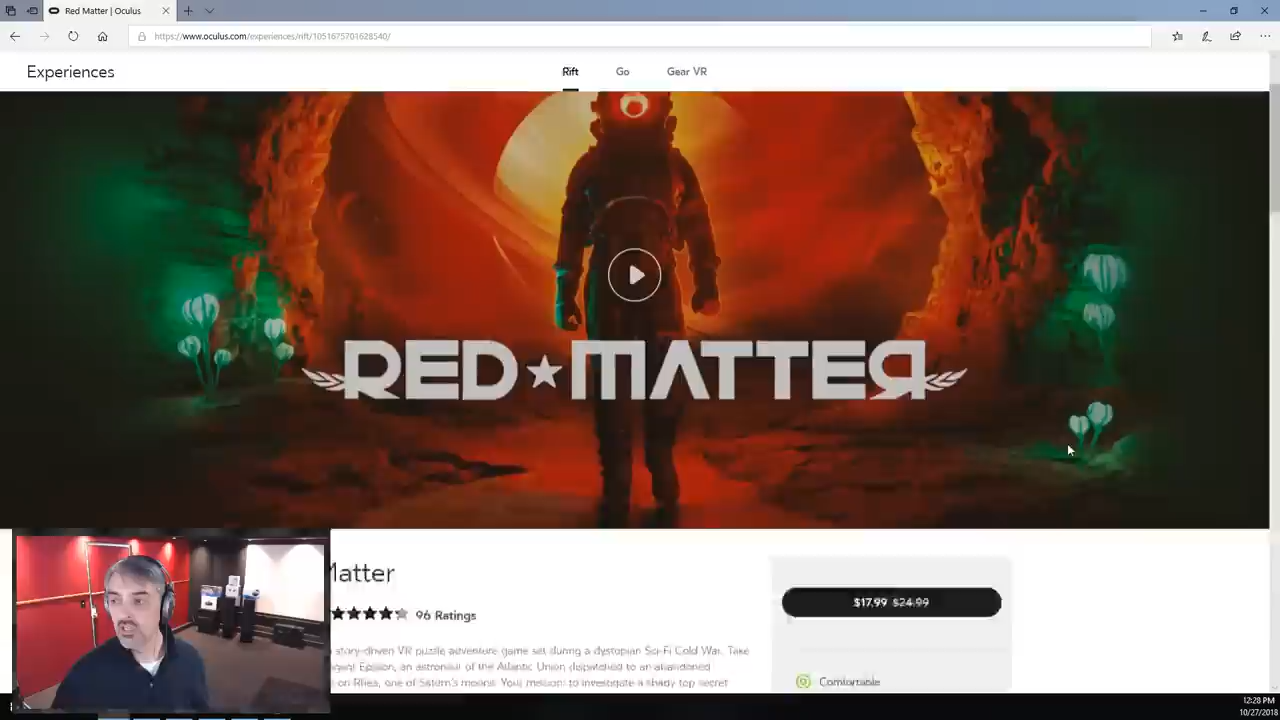 Red Matter | Oculus
https://www.oculus.com/experiences/rift/1051675701628540/
Experiences
Rift
Go
Gear VR
RED★MATTER
Matter
96 Ratings
$17.99 $24.99
story-driven VR puzzle adventure game set during a dystopian Sci-Fi Cold War. Take
Epsilon, an astronaut of the Atlantic Union dispatched to an abandoned
on Rhea, one of Saturn's moons. Your mission: to investigate a shady top secret
Comfortable
12:28 PM
10/27/2018